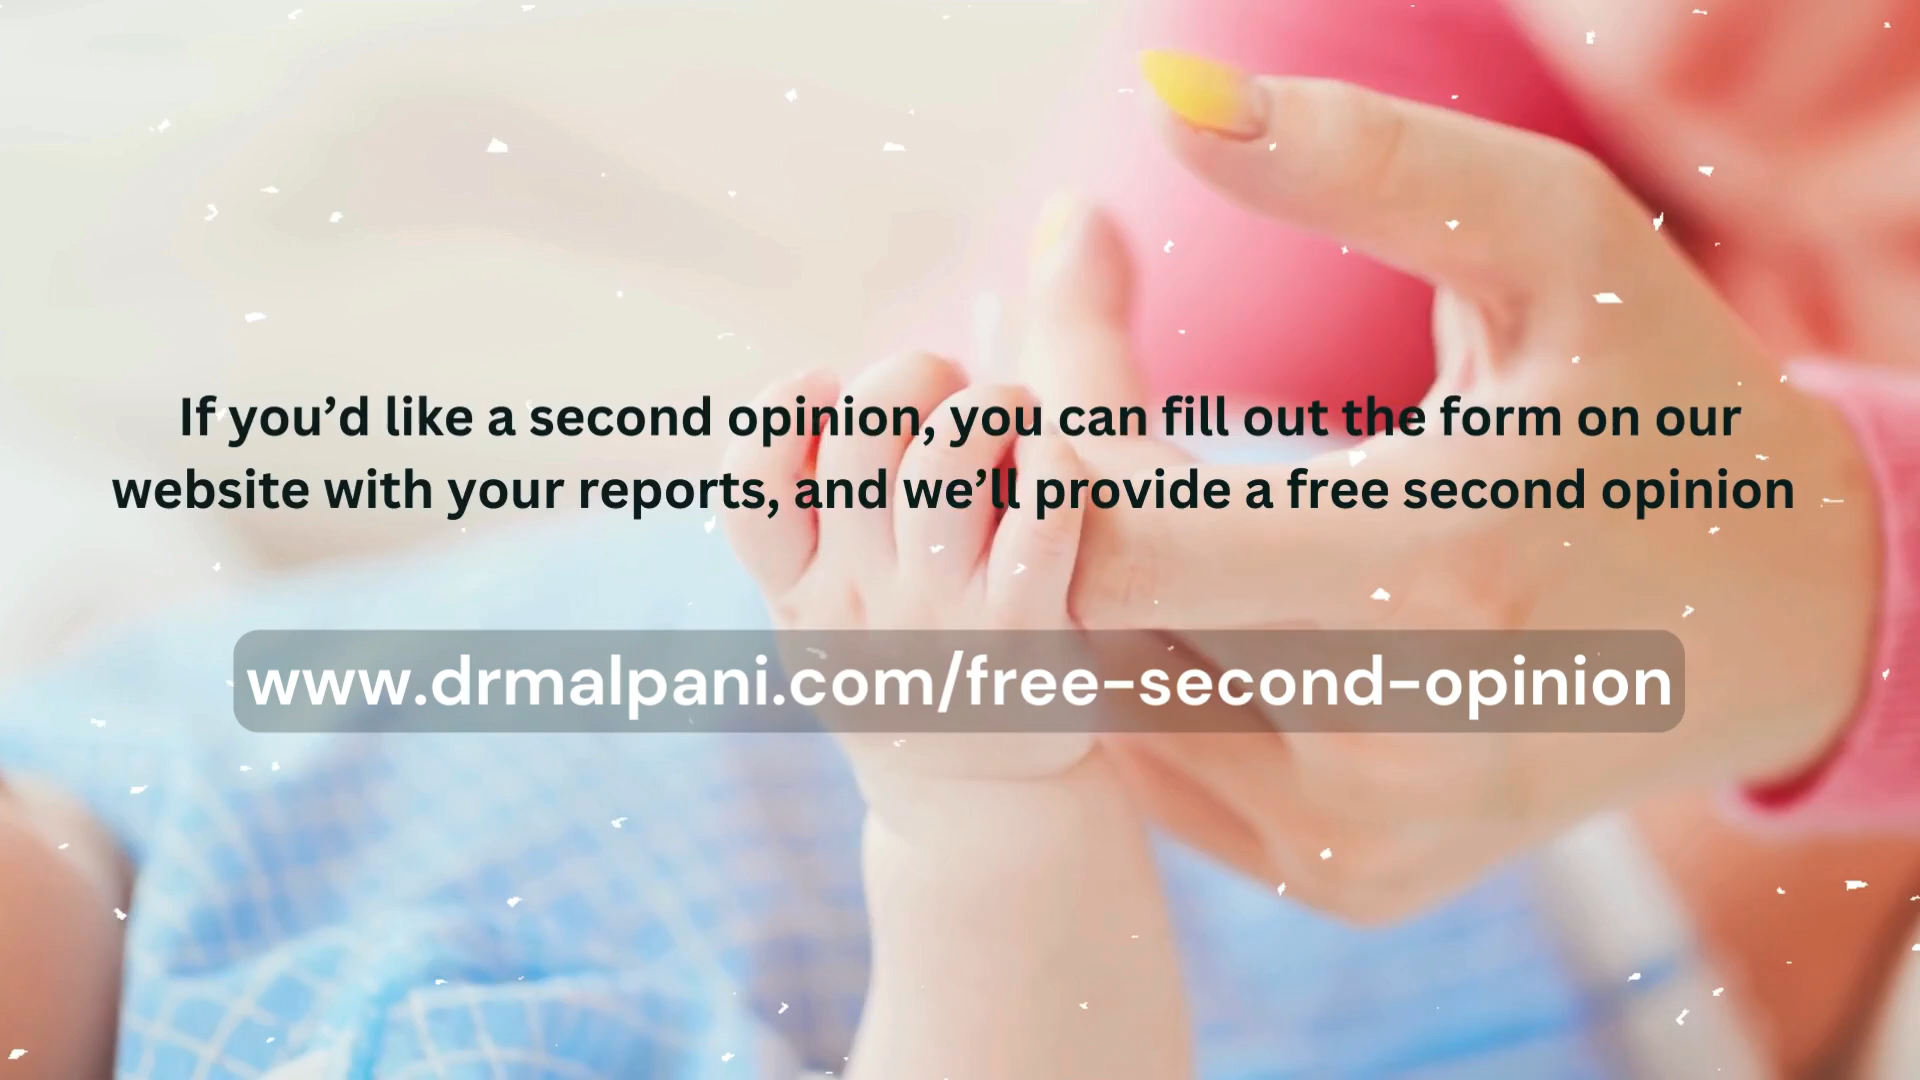 If you’d like a second opinion, you can fill out the form on our
website with your reports, and we’ll provide a free second opinion
www.drmalpani.com/free-second-opinion